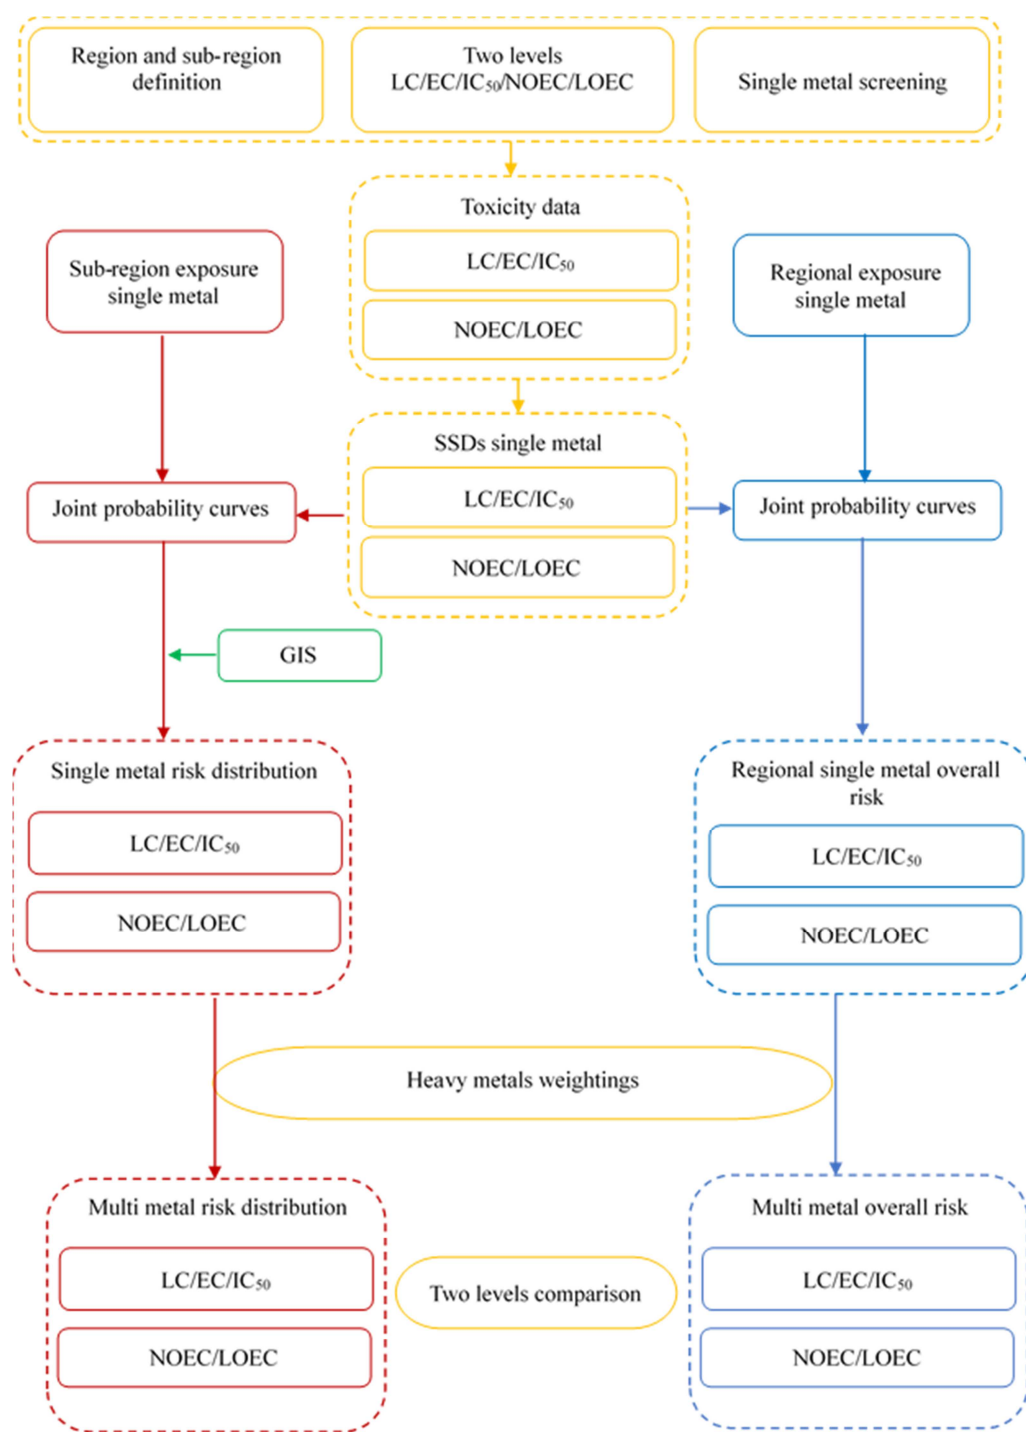 Region and sub-region
definition
Two levels
LC/EC/IC₅₀/NOEC/LOEC
Single metal screening
Toxicity data
LC/EC/IC₅₀
NOEC/LOEC
Sub-region exposure
single metal
Regional exposure
single metal
SSDs single metal
LC/EC/IC₅₀
NOEC/LOEC
Joint probability curves
Joint probability curves
GIS
Single metal risk distribution
LC/EC/IC₅₀
NOEC/LOEC
Regional single metal overall
risk
LC/EC/IC₅₀
NOEC/LOEC
Heavy metals weightings
Multi metal risk distribution
LC/EC/IC₅₀
NOEC/LOEC
Two levels comparison
Multi metal overall risk
LC/EC/IC₅₀
NOEC/LOEC